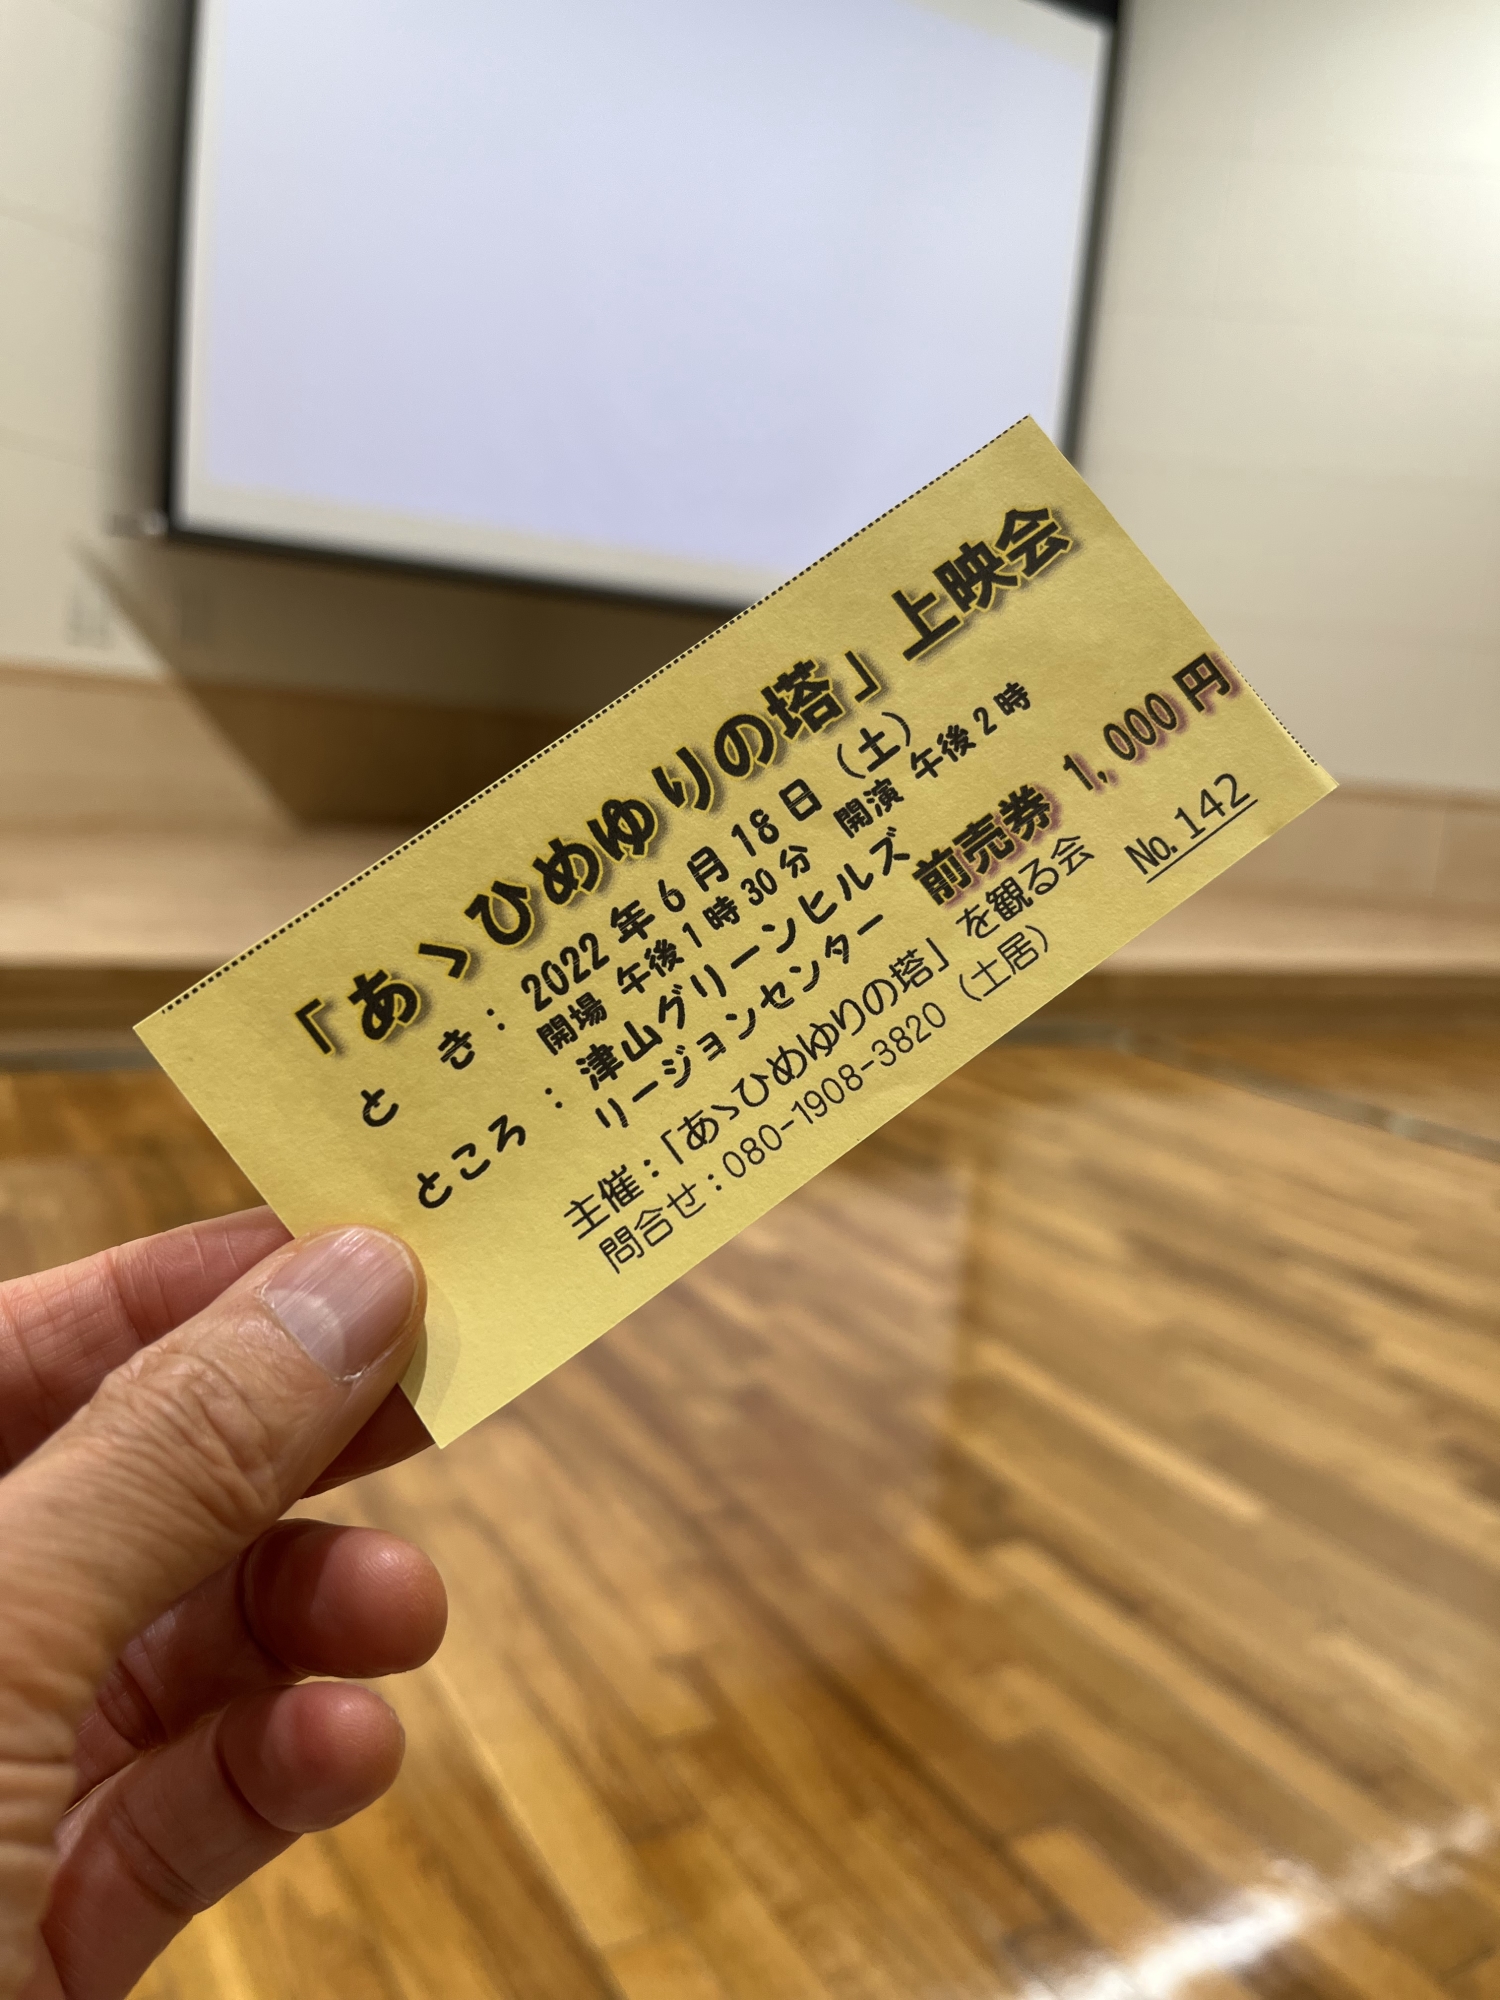 「あゝひめゆりの塔」上映会
と　き：2022年6月18日（土）
開場 午後1時30分　開演 午後2時
ところ：津山グリーンヒルズ
リージョンセンター　前売券 1,000円
主催：「あゝひめゆりの塔」を観る会
問合せ：080-1908-3820（土居）
No.142